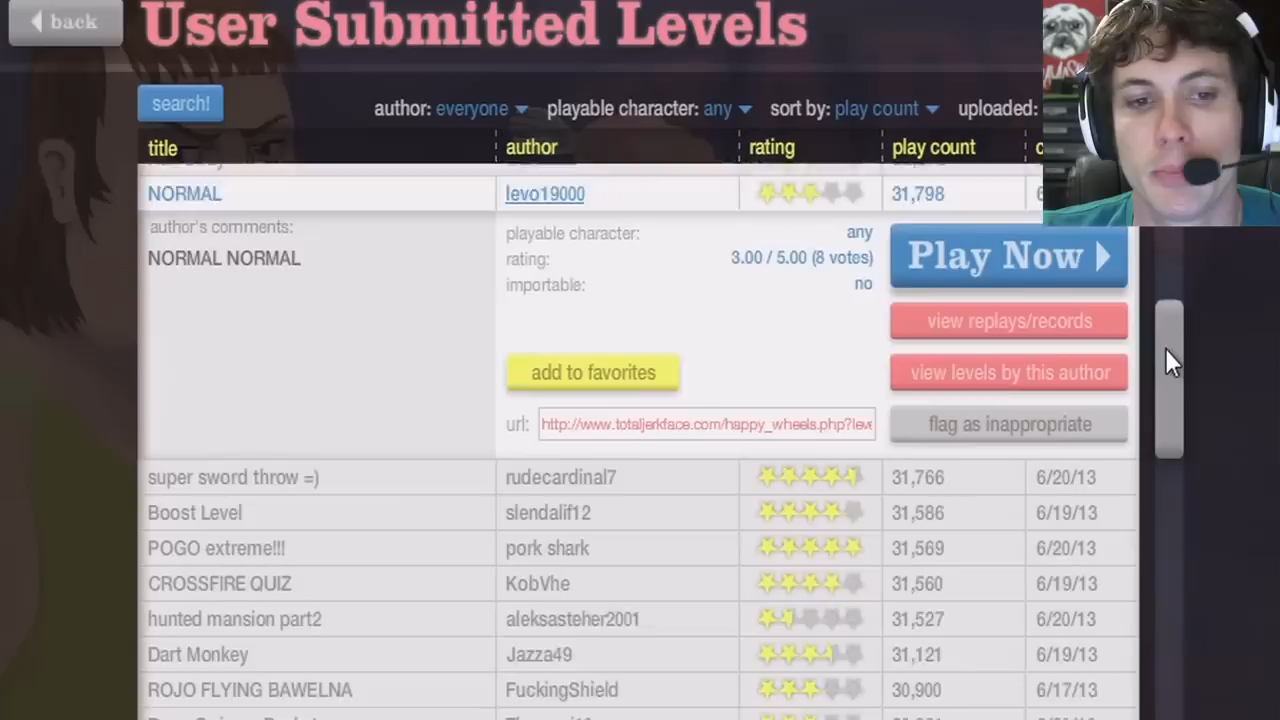 back
User Submitted Levels
search!
author: everyone playable character: any sort by: play count uploaded:
title author rating play count
NORMAL levo19000 31,798
author's comments:
NORMAL NORMAL
playable character: any
rating: 3.00 / 5.00 (8 votes)
importable: no
Play Now
view replays/records
add to favorites
view levels by this author
url: http://www.totaljerkface.com/happy_wheels.php?leve
flag as inappropriate
super sword throw =) rudecardinal7 31,766 6/20/13
Boost Level slendalif12 31,586 6/19/13
POGO extreme!!! pork shark 31,569 6/20/13
CROSSFIRE QUIZ KobVhe 31,560 6/19/13
hunted mansion part2 aleksasteher2001 31,527 6/20/13
Dart Monkey Jazza49 31,121 6/19/13
ROJO FLYING BAWELNA FuckingShield 30,900 6/17/13